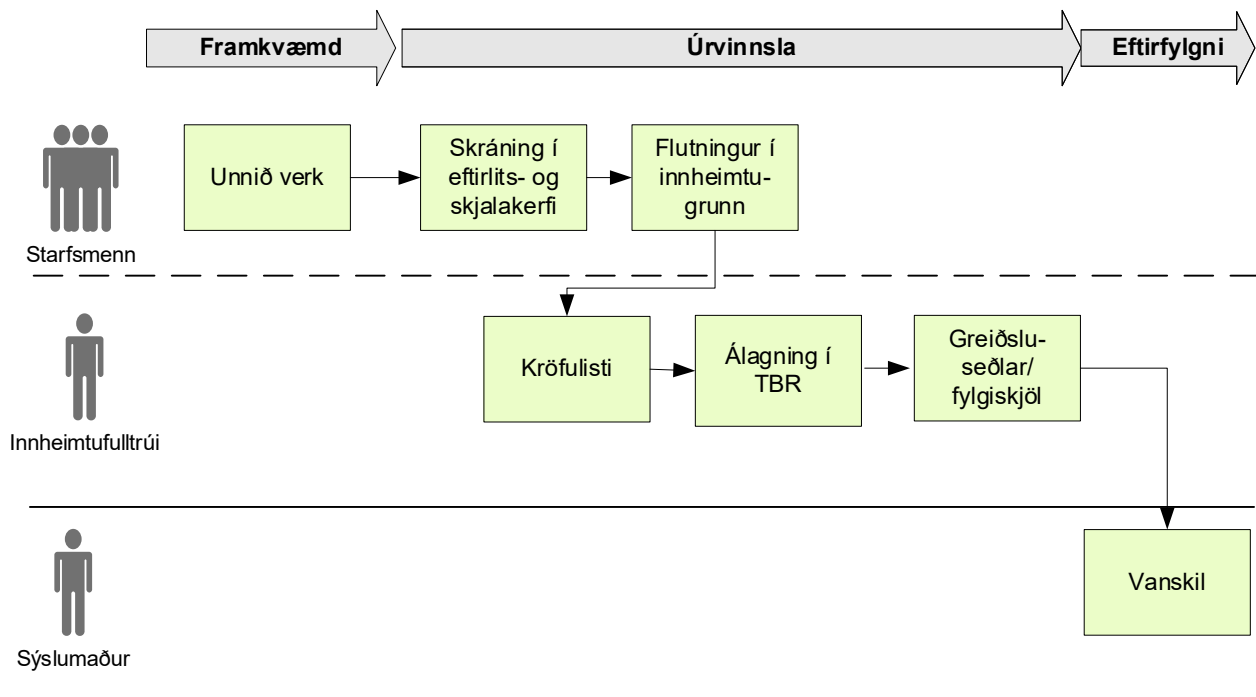 Framkvæmd
Úrvinnsla
Eftirfylgni
Starfsmenn
Unnið verk
Skráning í
eftirlits- og
skjalakerfi
Flutningur í
innheimtu-
grunn
Innheimtufulltrúi
Kröfulisti
Álagning í
TBR
Greiðslu-
seðlar/
fylgiskjöl
Sýslumaður
Vanskil